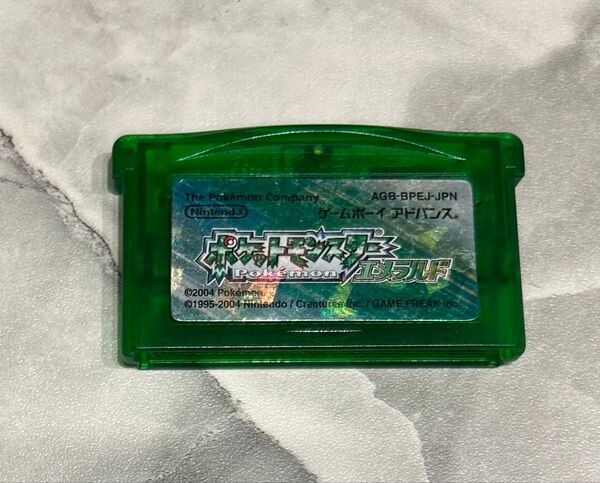 The Pokémon Company
AGB-BPEJ-JPN
Nintendo
ゲームボーイ アドバンス®
ポケットモンスター
Pokémon
エメラルド
©2004 Pokémon.
©1995-2004 Nintendo / Creatures inc. / GAME FREAK inc.